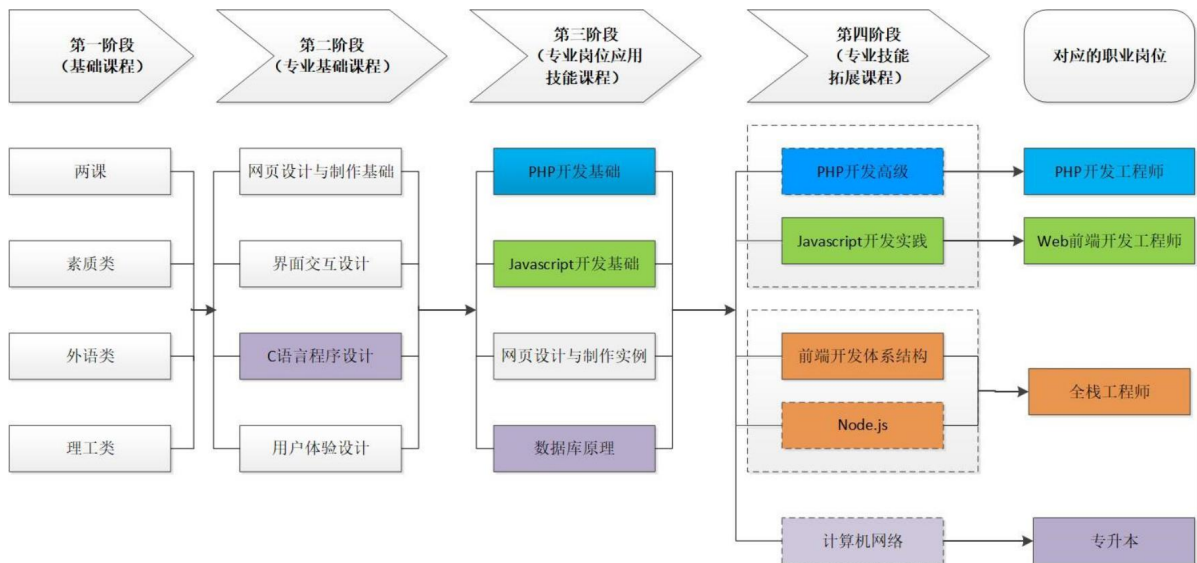 第一阶段
（基础课程）
第二阶段
（专业基础课程）
第三阶段
（专业岗位应用
技能课程）
第四阶段
（专业技能
拓展课程）
对应的职业岗位
两课
网页设计与制作基础
PHP开发基础
PHP开发高级
PHP开发工程师
Javascript开发实践
Web前端开发工程师
素质类
界面交互设计
Javascript开发基础
外语类
C语言程序设计
网页设计与制作实例
前端开发体系结构
全栈工程师
Node.js
理工类
用户体验设计
数据库原理
计算机网络
专升本